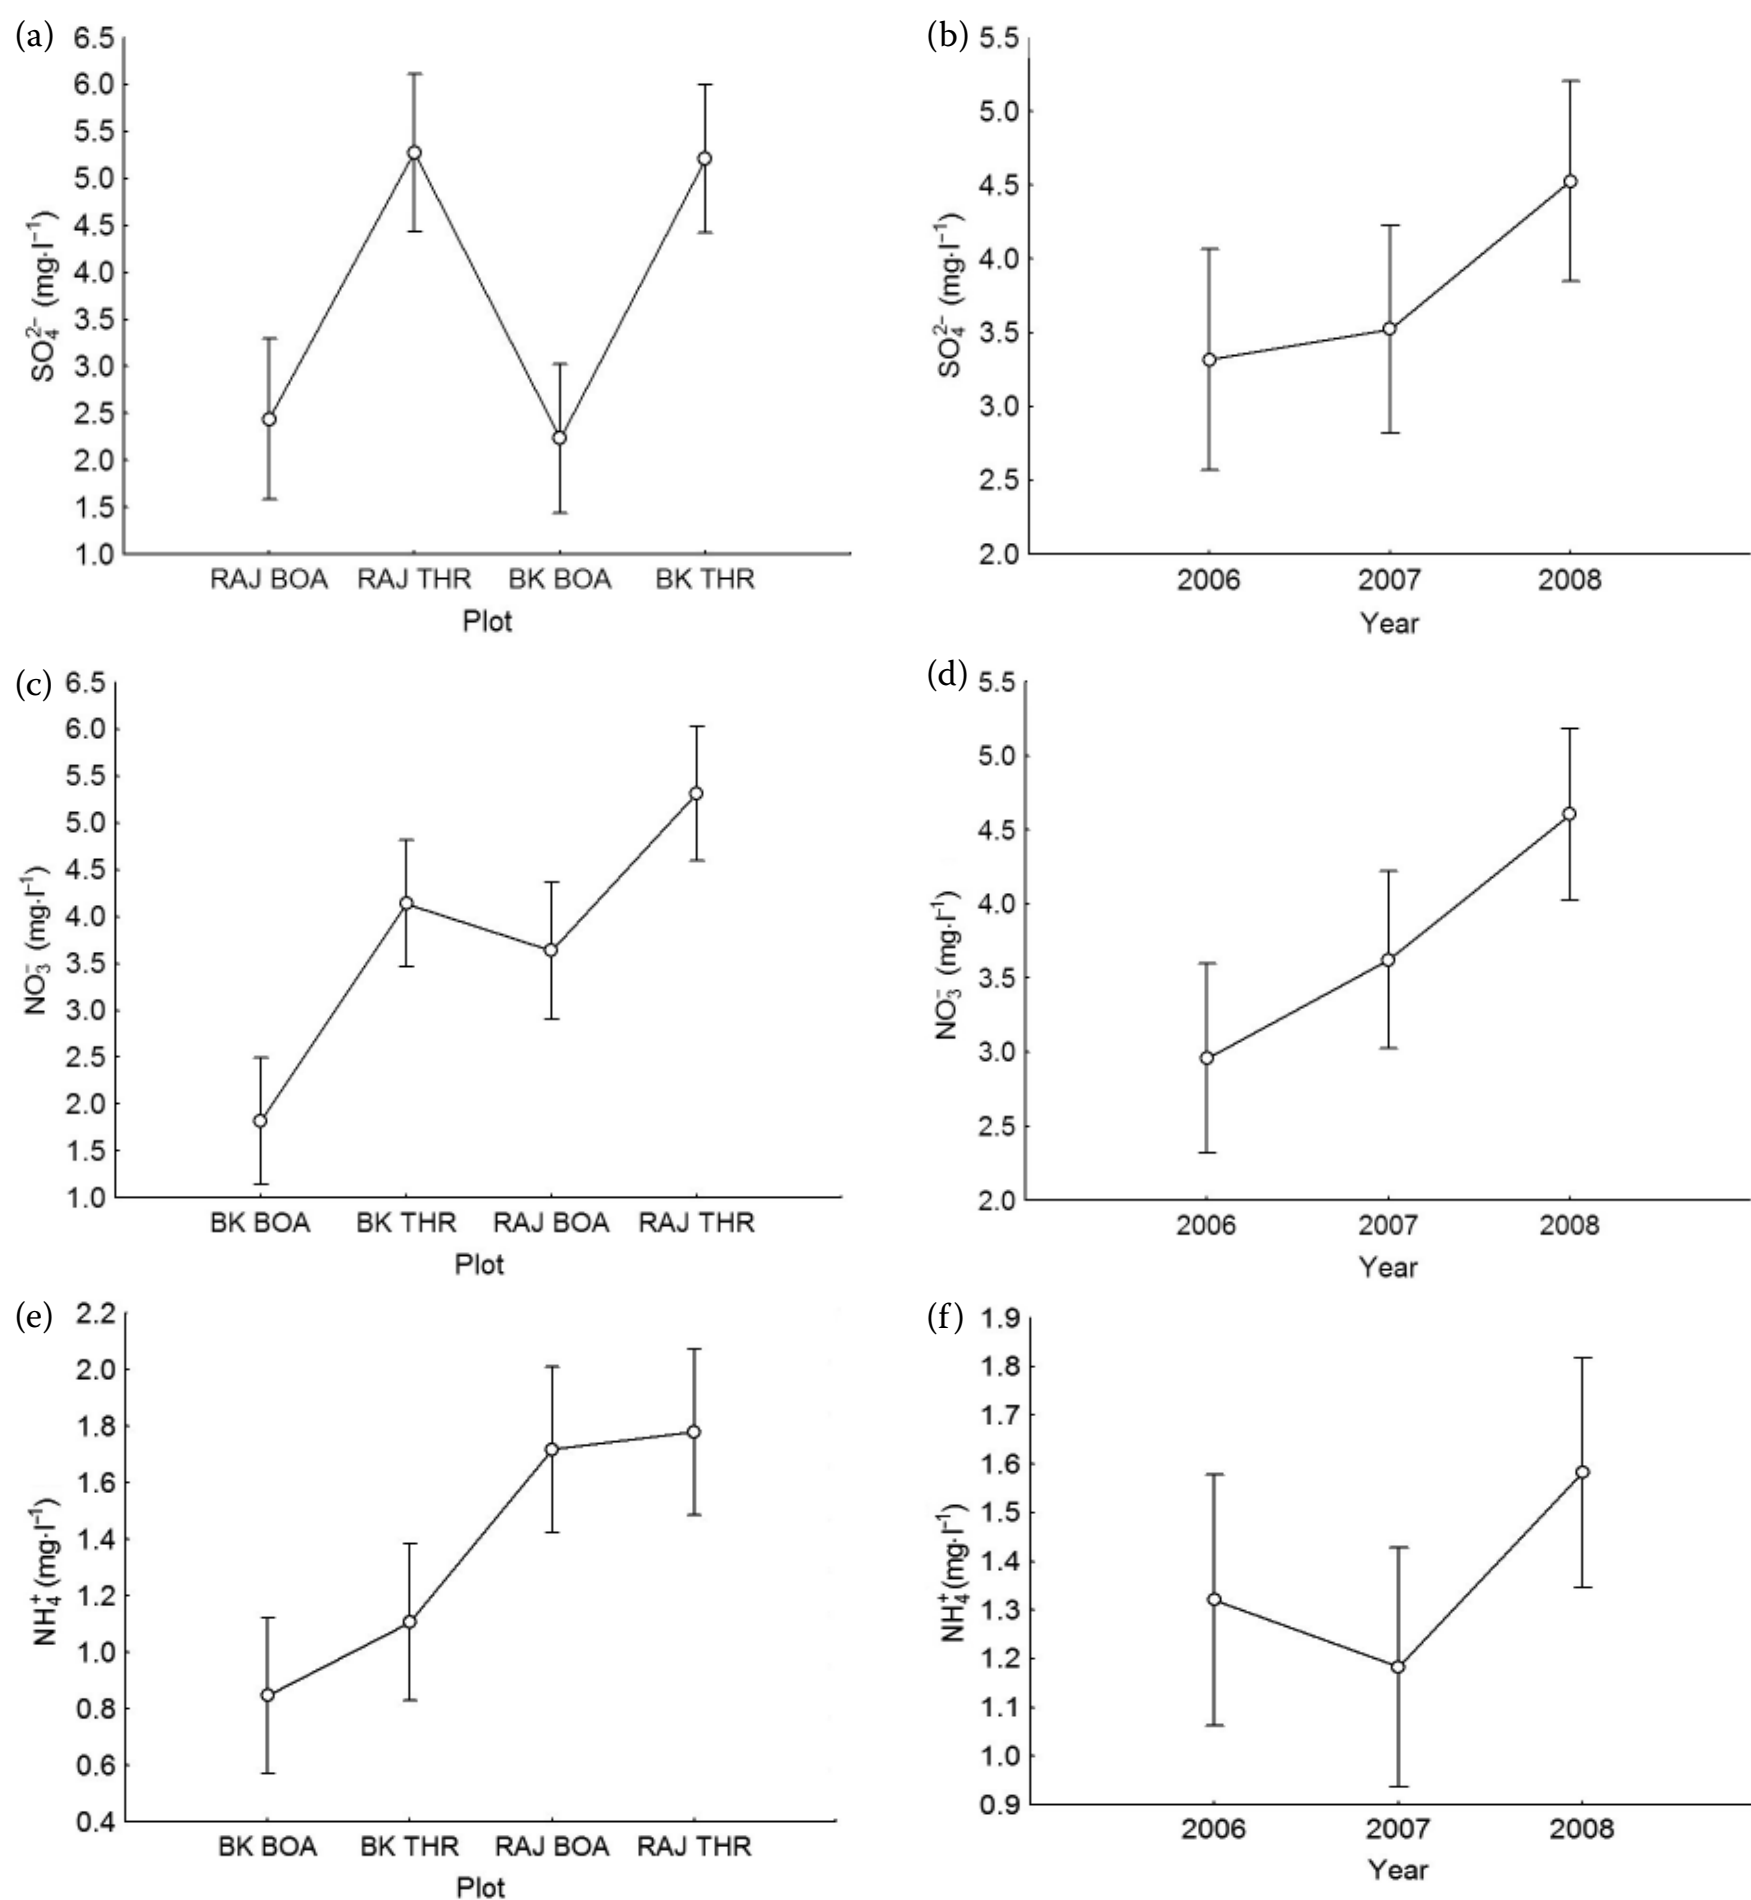 (a)
6.5
6.0
5.5
5.0
4.5
4.0
3.5
3.0
2.5
2.0
1.5
1.0
SO₄²⁻ (mg·l⁻¹)
RAJ BOA RAJ THR BK BOA BK THR
Plot
(b)
5.5
5.0
4.5
4.0
3.5
3.0
2.5
2.0
SO₄²⁻ (mg·l⁻¹)
2006 2007 2008
Year
(c)
6.5
6.0
5.5
5.0
4.5
4.0
3.5
3.0
2.5
2.0
1.5
1.0
NO₃⁻ (mg·l⁻¹)
BK BOA BK THR RAJ BOA RAJ THR
Plot
(d)
5.5
5.0
4.5
4.0
3.5
3.0
2.5
2.0
NO₃⁻ (mg·l⁻¹)
2006 2007 2008
Year
(e)
2.2
2.0
1.8
1.6
1.4
1.2
1.0
0.8
0.6
0.4
NH₄⁺ (mg·l⁻¹)
BK BOA BK THR RAJ BOA RAJ THR
Plot
(f)
1.9
1.8
1.7
1.6
1.5
1.4
1.3
1.2
1.1
1.0
0.9
NH₄⁺ (mg·l⁻¹)
2006 2007 2008
Year